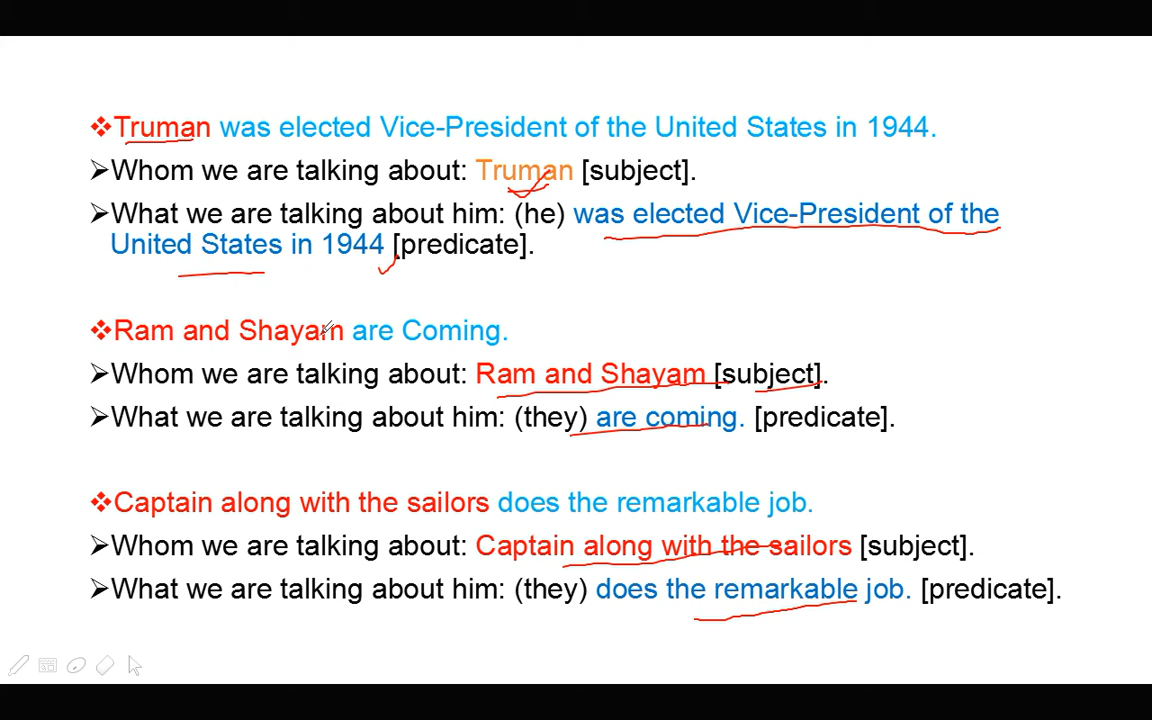 ❖Truman was elected Vice-President of the United States in 1944.
➢Whom we are talking about: Truman [subject].
➢What we are talking about him: (he) was elected Vice-President of the
United States in 1944 [predicate].
❖Ram and Shayam are Coming.
➢Whom we are talking about: Ram and Shayam [subject].
➢What we are talking about him: (they) are coming. [predicate].
❖Captain along with the sailors does the remarkable job.
➢Whom we are talking about: Captain along with the sailors [subject].
➢What we are talking about him: (they) does the remarkable job. [predicate].